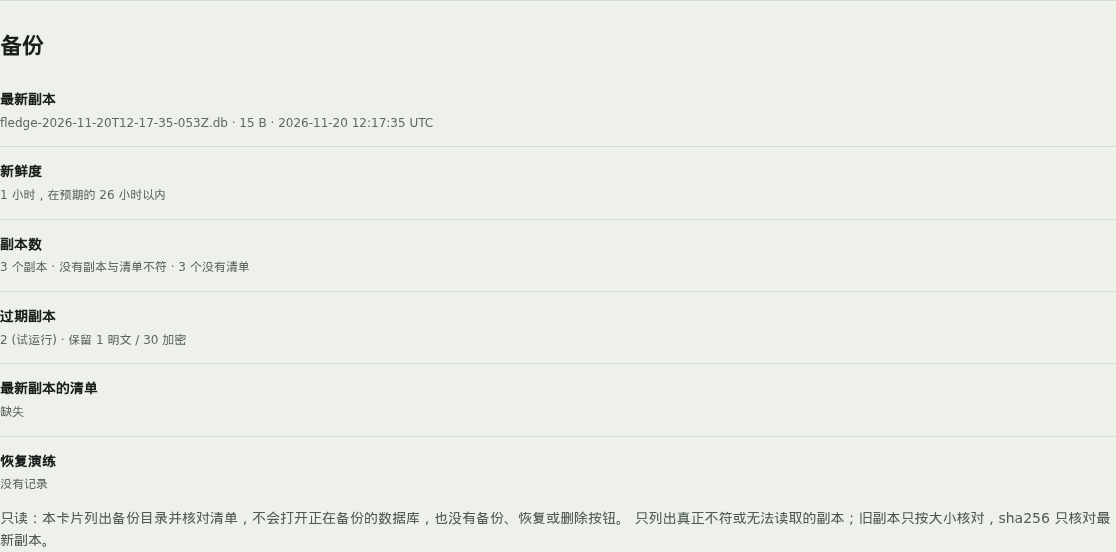 备份
最新副本
fledge-2026-11-20T12-17-35-053Z.db · 15 B · 2026-11-20 12:17:35 UTC
新鲜度
1 小时，在预期的 26 小时以内
副本数
3 个副本 · 没有副本与清单不符 · 3 个没有清单
过期副本
2 (试运行) · 保留 1 明文 / 30 加密
最新副本的清单
缺失
恢复演练
没有记录
只读：本卡片列出备份目录并核对清单，不会打开正在备份的数据库，也没有备份、恢复或删除按钮。 只列出真正不符或无法读取的副本；旧副本只按大小核对，sha256 只核对最
新副本。